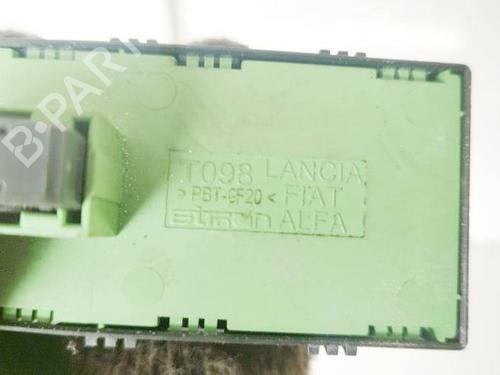 T098 LANCIA
>PBT-GF20< FIAT
ALFA
B-PARTS